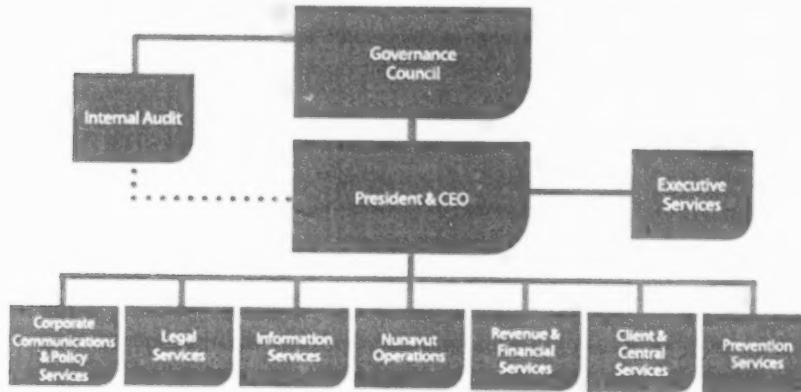 Governance
Council
Internal Audit
President & CEO
Executive
Services
Corporate
Communications
& Policy
Services
Legal
Services
Information
Services
Nunavut
Operations
Revenue &
Financial
Services
Client &
Central
Services
Prevention
Services